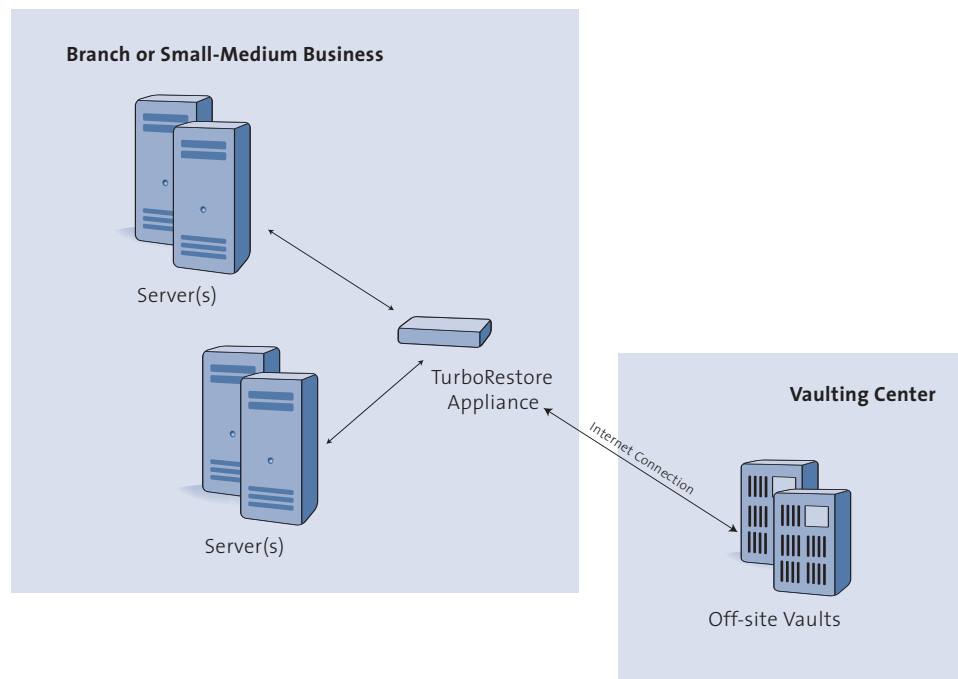 Branch or Small-Medium Business
Server(s)
TurboRestore
Appliance
Server(s)
Internet Connection
Vaulting Center
Off-site Vaults